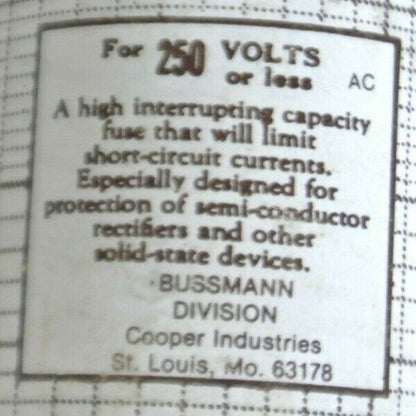 For 250 VOLTS
or less AC
A high interrupting capacity
fuse that will limit
short-circuit currents.
Especially designed for
protection of semi-conductor
rectifiers and other
solid-state devices.
BUSSMANN
DIVISION
Cooper Industries
St. Louis, Mo. 63178